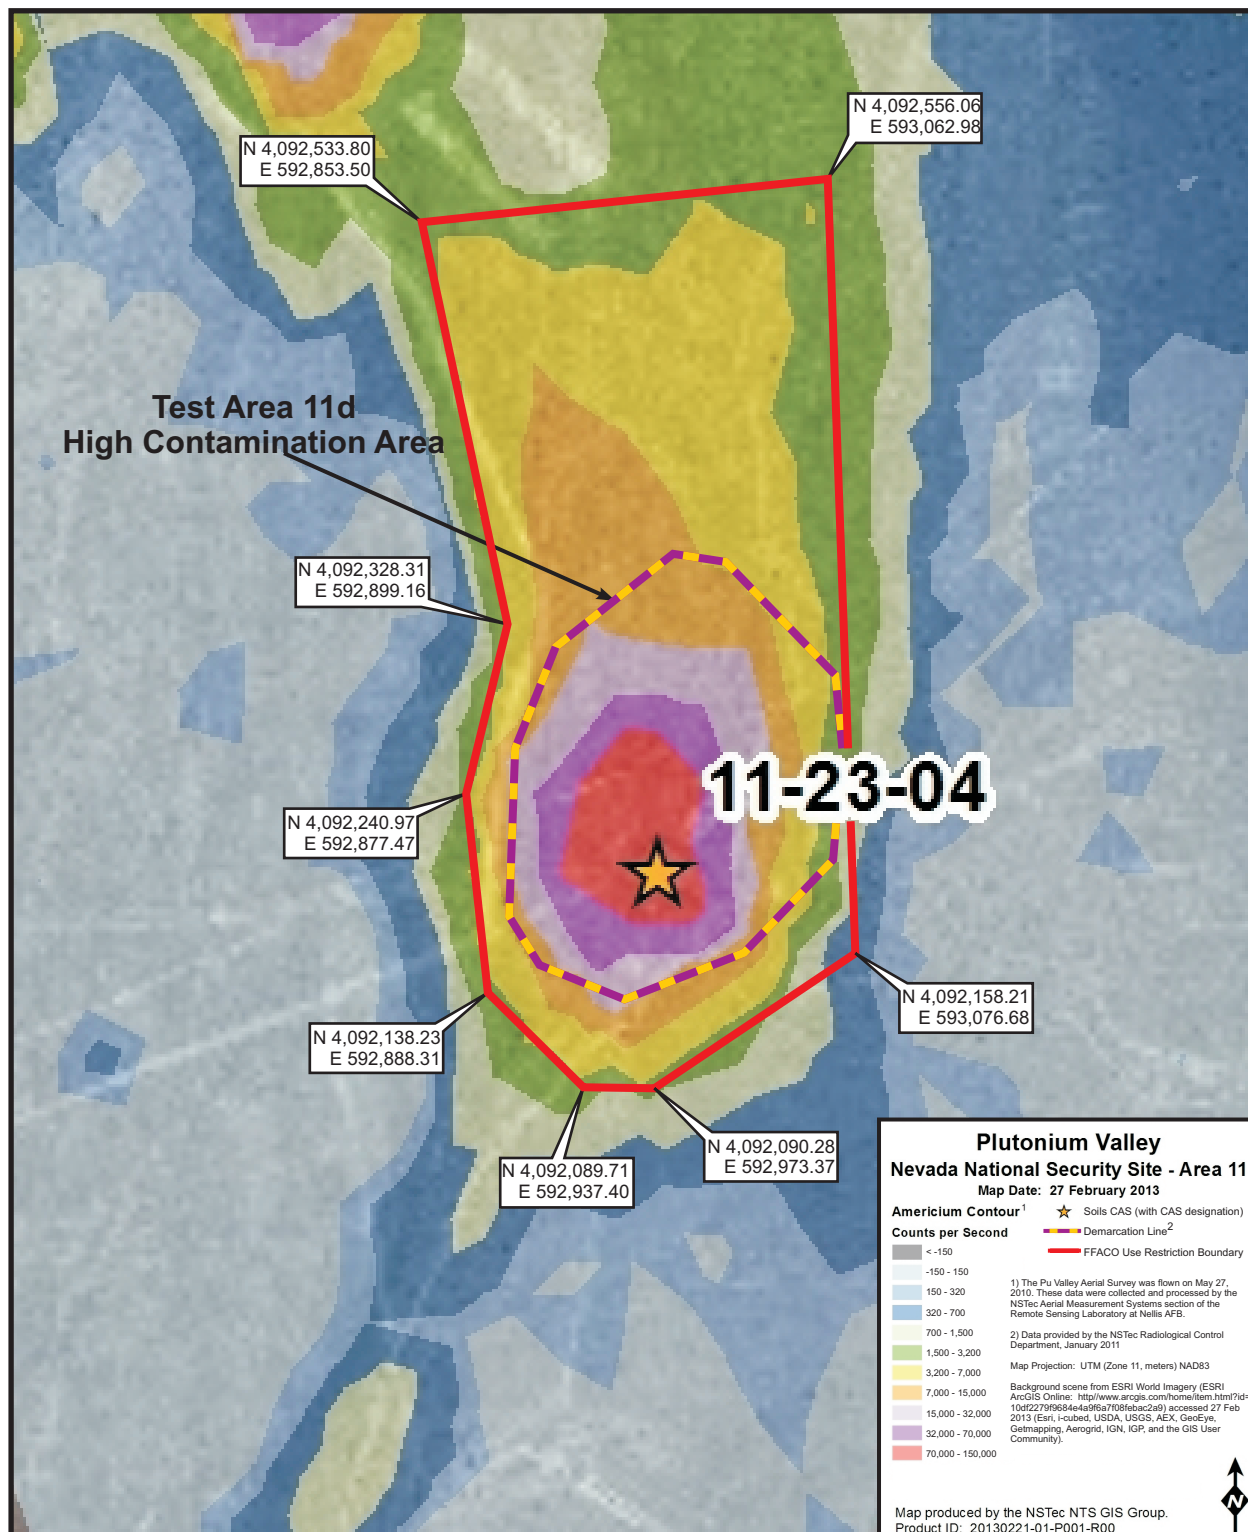 N 4,092,556.06
E 593,062.98
N 4,092,533.80
E 592,853.50
Test Area 11d
High Contamination Area
N 4,092,328.31
E 592,899.16
11-23-04
N 4,092,240.97
E 592,877.47
N 4,092,158.21
E 593,076.68
N 4,092,138.23
E 592,888.31
N 4,092,090.28
E 592,973.37
N 4,092,089.71
E 592,937.40
Plutonium Valley
Nevada National Security Site - Area 11
Map Date: 27 February 2013
Americium Contour 1
Counts per Second
< -150
-150 - 150
150 - 320
320 - 700
700 - 1,500
1,500 - 3,200
3,200 - 7,000
7,000 - 15,000
15,000 - 32,000
32,000 - 70,000
70,000 - 150,000
Soils CAS (with CAS designation)
Demarcation Line2
FFACO Use Restriction Boundary
1) The Pu Valley Aerial Survey was flown on May 27,
2010. These data were collected and processed by the
NSTec Aerial Measurement Systems section of the
Remote Sensing Laboratory at Nellis AFB.
2) Data provided by the NSTec Radiological Control
Department, January 2011
Map Projection: UTM (Zone 11, meters) NAD83
Background scene from ESRI World Imagery (ESRI
ArcGIS Online: http//www.arcgis.com/home/item.html?id=
10df2279f9684e4a9f6a7f08febac2a9) accessed 27 Feb
2013 (Esri, i-cubed, USDA, USGS, AEX, GeoEye,
Getmapping, Aerogrid, IGN, IGP, and the GIS User
Community).
N
Map produced by the NSTec NTS GIS Group.
Product ID: 20130221-01-P001-R00